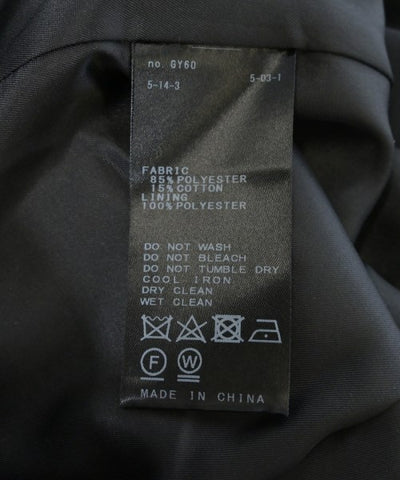 no. GY60
5-14-3 5-03-1
FABRIC
85%POLYESTER
15%COTTON
LINING
100%POLYESTER
DO NOT WASH
DO NOT BLEACH
DO NOT TUMBLE DRY
COOL IRON
DRY CLEAN
WET CLEAN
F W
MADE IN CHINA